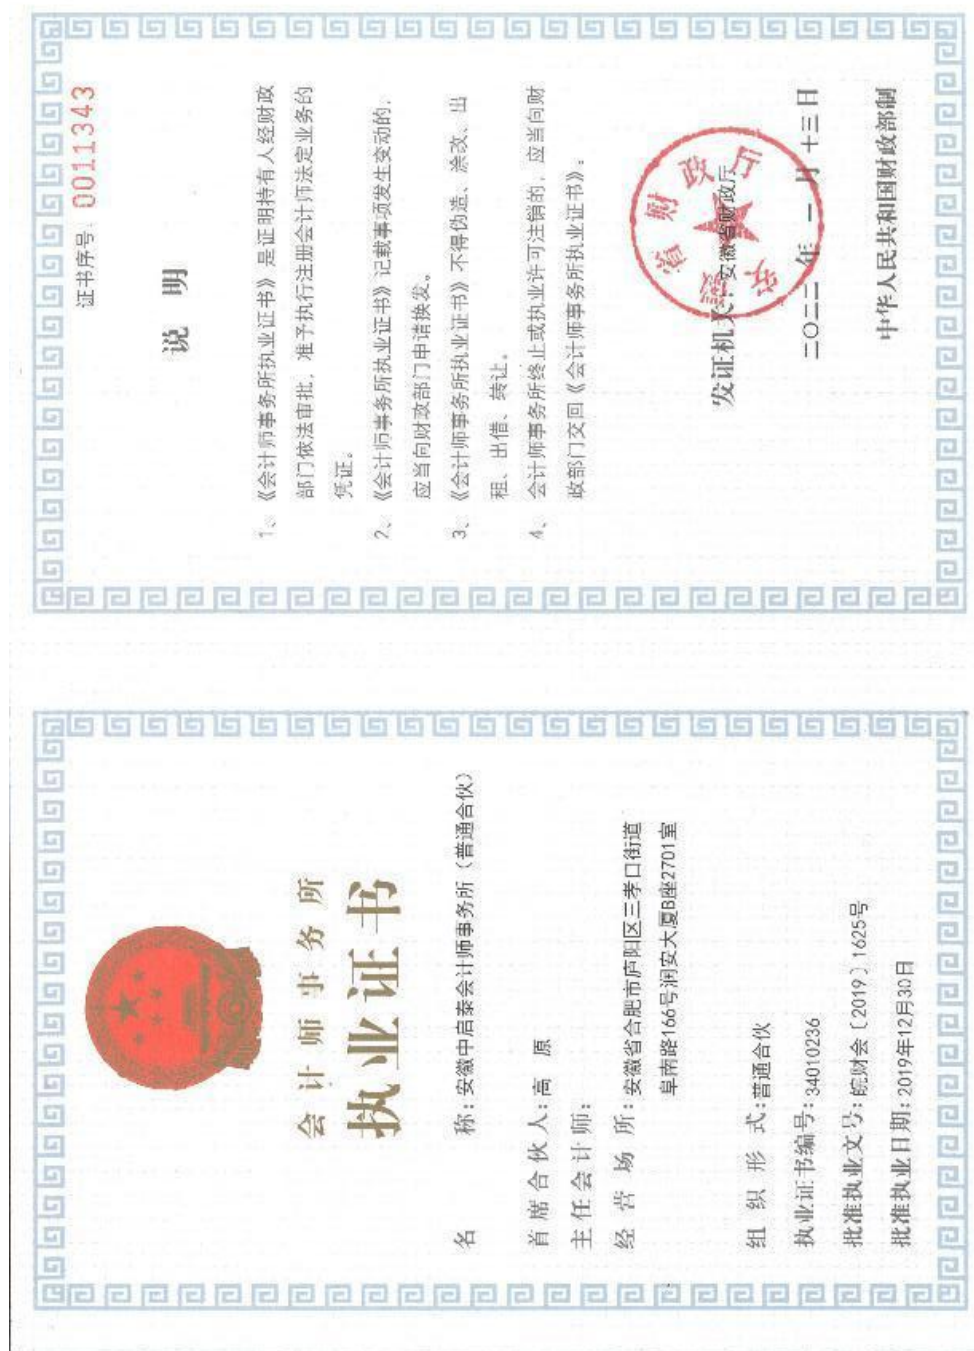 会计师事务所
执业证书
名 称：安徽中启泰会计师事务所（普通合伙）
首席合伙人：高 原
主任会计师：
经 营 场 所：安徽省合肥市庐阳区三孝口街道
阜南路166号润安大厦B座2701室
组 织 形 式：普通合伙
执业证书编号：34010236
批准执业文号：皖财会〔2019〕1625号
批准执业日期：2019年12月30日
证书序号：0011343
说 明
1、《会计师事务所执业证书》是证明持有人经财政
部门依法审批，准予执行注册会计师法定业务的
凭证。
2、《会计师事务所执业证书》记载事项发生变动的，
应当向财政部门申请换发。
3、《会计师事务所执业证书》不得伪造、涂改、出
租、出借、转让。
4、会计师事务所终止或执业许可注销的，应当向财
政部门交回《会计师事务所执业证书》。
安徽省财政厅
发证机关：安徽省财政厅
二〇二二年一月十三日
中华人民共和国财政部制